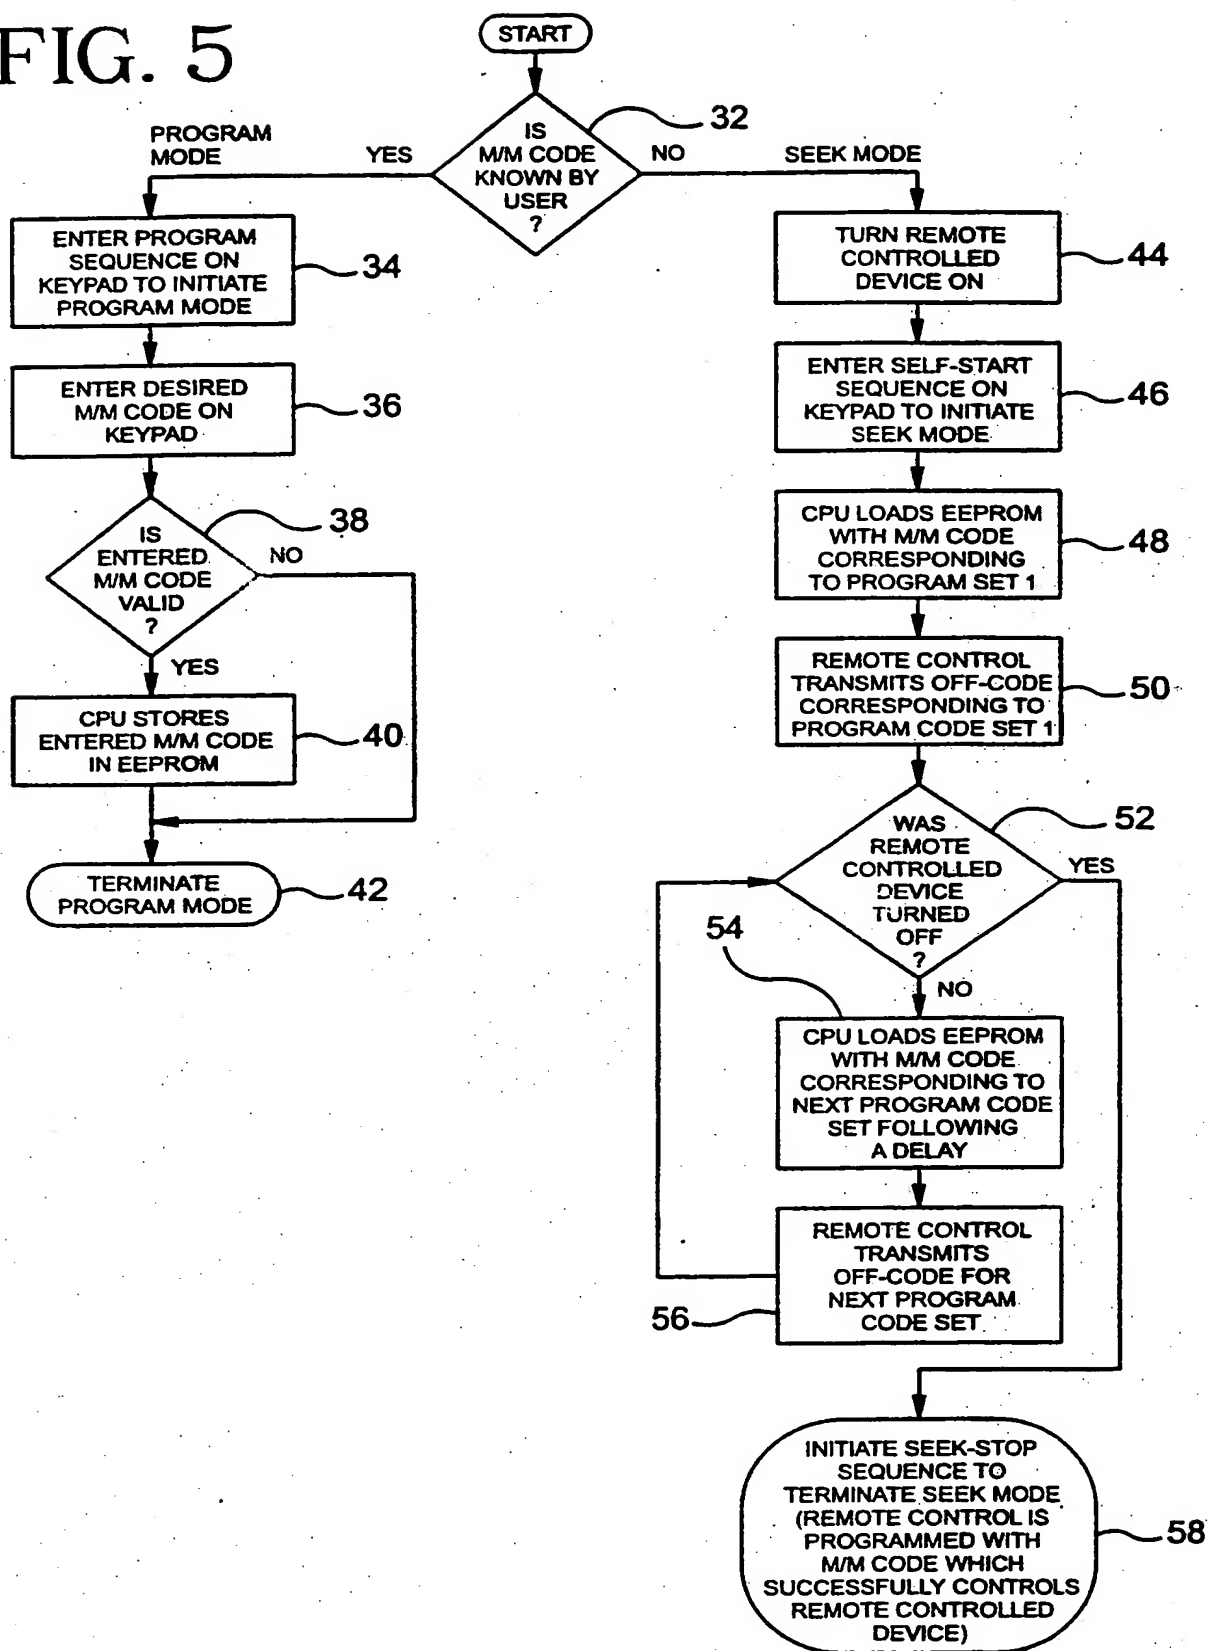 FIG. 5
START
IS
M/M CODE
KNOWN BY
USER
?
32
PROGRAM
MODE
YES
NO
SEEK MODE
ENTER PROGRAM
SEQUENCE ON
KEYPAD TO INITIATE
PROGRAM MODE
34
ENTER DESIRED
M/M CODE ON
KEYPAD
36
IS
ENTERED
M/M CODE
VALID
?
38
NO
YES
CPU STORES
ENTERED M/M CODE
IN EEPROM
40
TERMINATE
PROGRAM MODE
42
TURN REMOTE
CONTROLLED
DEVICE ON
44
ENTER SELF-START
SEQUENCE ON
KEYPAD TO INITIATE
SEEK MODE
46
CPU LOADS EEPROM
WITH M/M CODE
CORRESPONDING
TO PROGRAM SET 1
48
REMOTE CONTROL
TRANSMITS OFF-CODE
CORRESPONDING TO
PROGRAM CODE SET 1
50
WAS
REMOTE
CONTROLLED
DEVICE
TURNED
OFF
?
52
YES
NO
54
CPU LOADS EEPROM
WITH M/M CODE
CORRESPONDING TO
NEXT PROGRAM CODE
SET FOLLOWING
A DELAY
REMOTE CONTROL
TRANSMITS
OFF-CODE FOR
NEXT PROGRAM
CODE SET
56
INITIATE SEEK-STOP
SEQUENCE TO
TERMINATE SEEK MODE
(REMOTE CONTROL IS
PROGRAMMED WITH
M/M CODE WHICH
SUCCESSFULLY CONTROLS
REMOTE CONTROLLED
DEVICE)
58